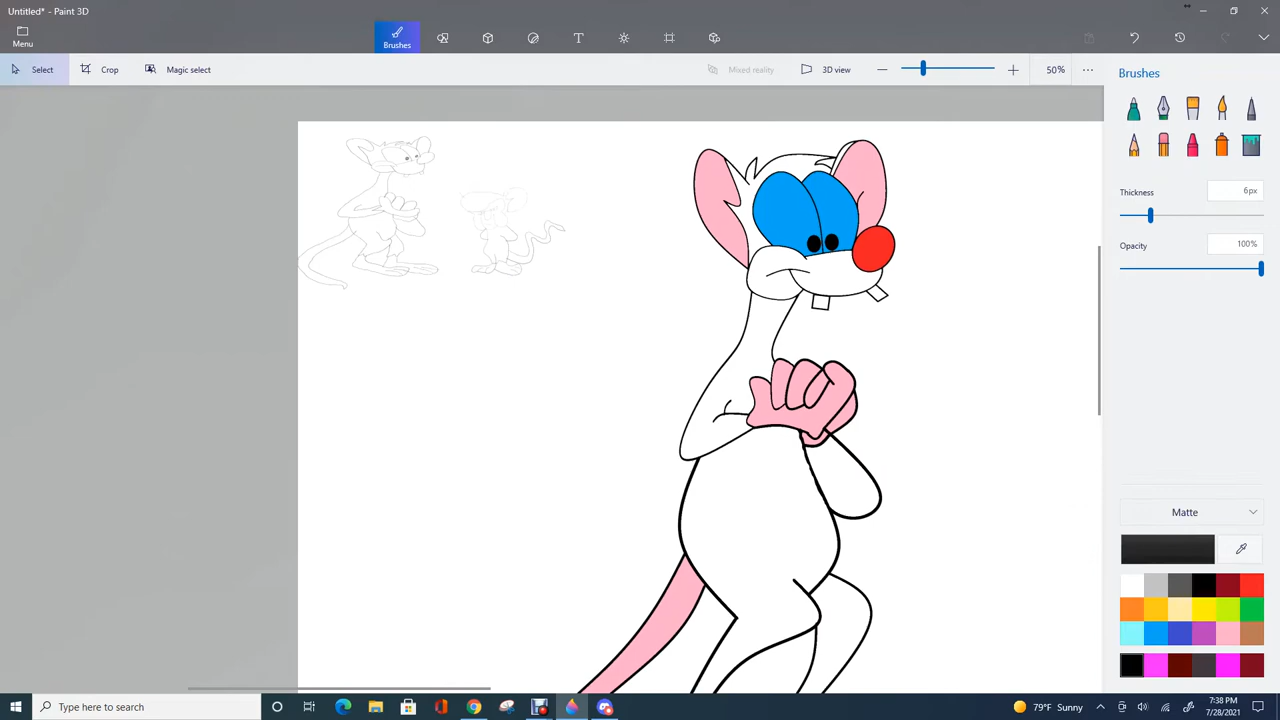 Untitled* - Paint 3D
Menu
Brushes
Select
Crop
Magic select
Mixed reality
3D view
50%
Brushes
Thickness
6px
Opacity
100%
Matte
Type here to search
79°F Sunny
7:38 PM
7/28/2021